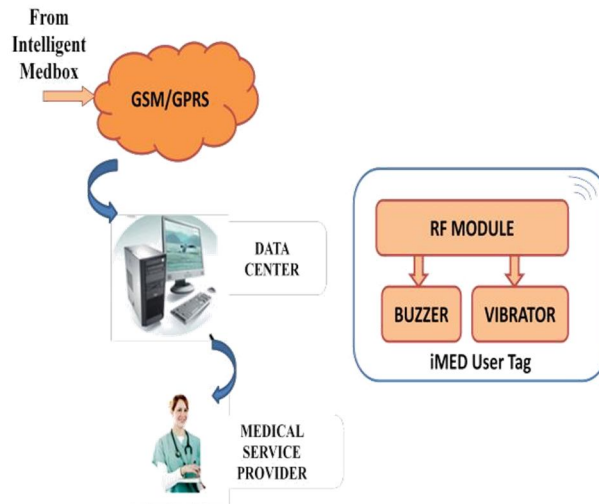 From
Intelligent
Medbox
GSM/GPRS
DATA
CENTER
MEDICAL
SERVICE
PROVIDER
RF MODULE
BUZZER
VIBRATOR
iMED User Tag